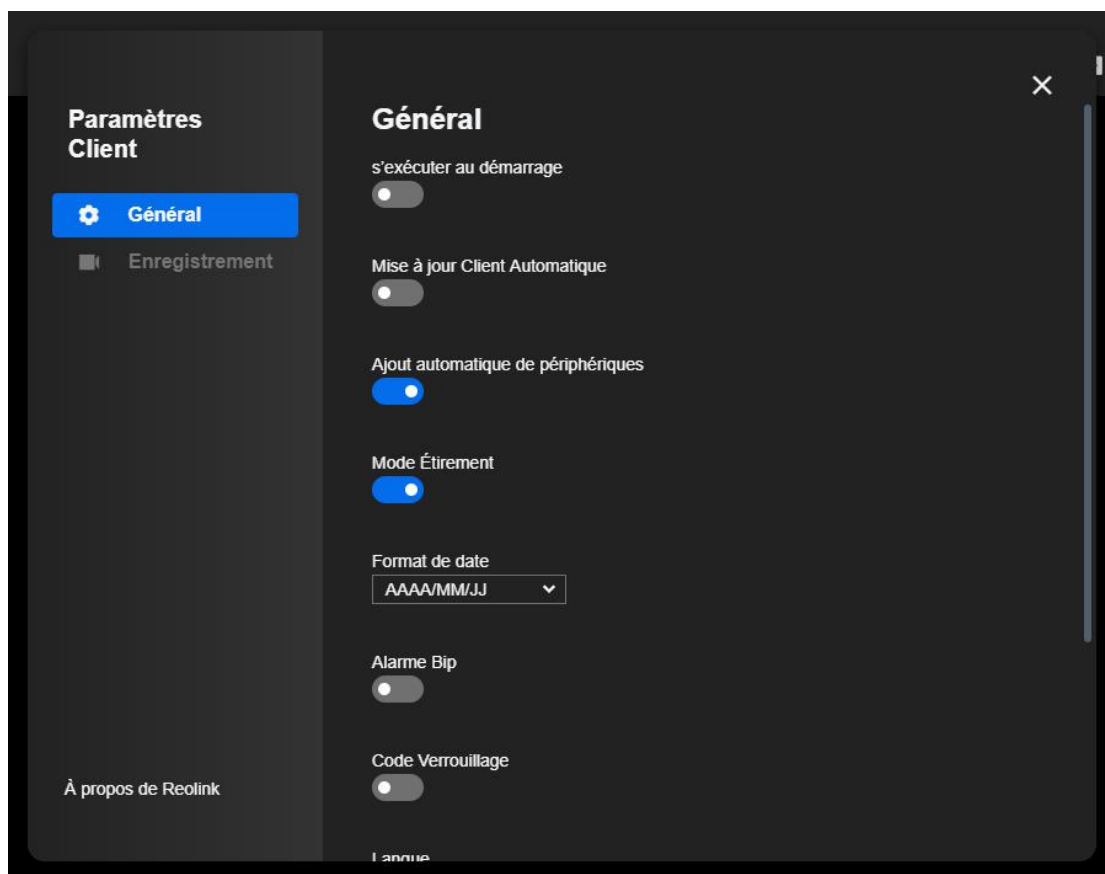 Paramètres
Client
Général
Enregistrement
À propos de Reolink
Général
s'exécuter au démarrage
Mise à jour Client Automatique
Ajout automatique de périphériques
Mode Étirement
Format de date
AAAA/MM/JJ
Alarme Bip
Code Verrouillage
Langue